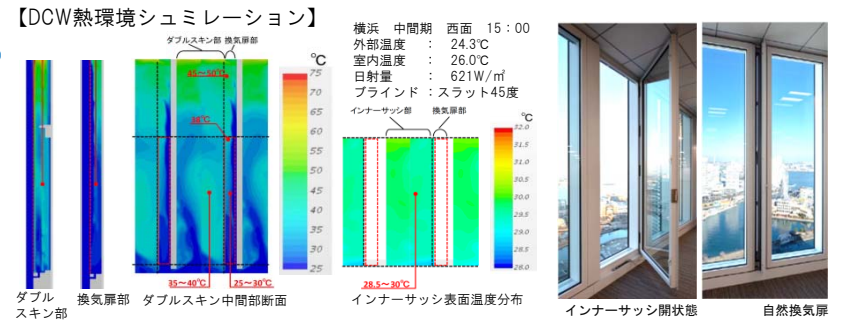 【DCW熱環境シュミレーション】
横浜 中間期 西面 15：00
外部温度 ： 24.3℃
室内温度 ： 26.0℃
日射量 ： 621W/㎡
ブラインド：スラット45度
ダブルスキン部 換気扉部
℃
75
70
65
60
55
50
45
40
35
30
25
45～50℃
38℃
35～40℃
25～30℃
ダブル
スキン部
換気扉部
ダブルスキン中間部断面
インナーサッシ部 換気扉部
℃
32.0
31.5
31.0
30.5
30.0
29.5
29.0
28.5
28.0
28.5～30℃
インナーサッシ表面温度分布
インナーサッシ開状態
自然換気扉